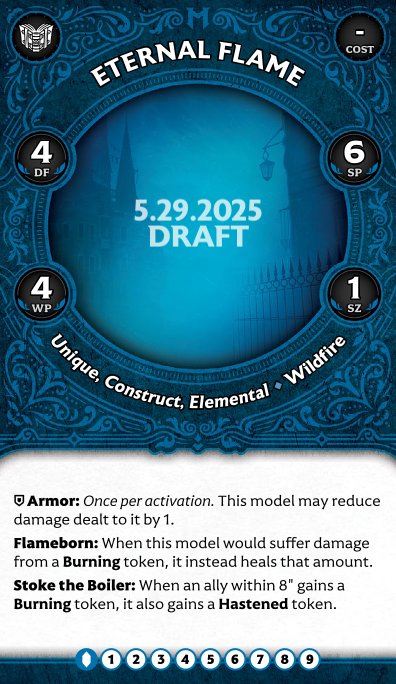 ETERNAL FLAME
-
COST
4
DF
6
SP
5.29.2025
DRAFT
4
WP
1
SZ
Unique, Construct, Elemental ♦ Wildfire
Armor: Once per activation. This model may reduce
damage dealt to it by 1.
Flameborn: When this model would suffer damage
from a Burning token, it instead heals that amount.
Stoke the Boiler: When an ally within 8" gains a
Burning token, it also gains a Hastened token.
1 2 3 4 5 6 7 8 9